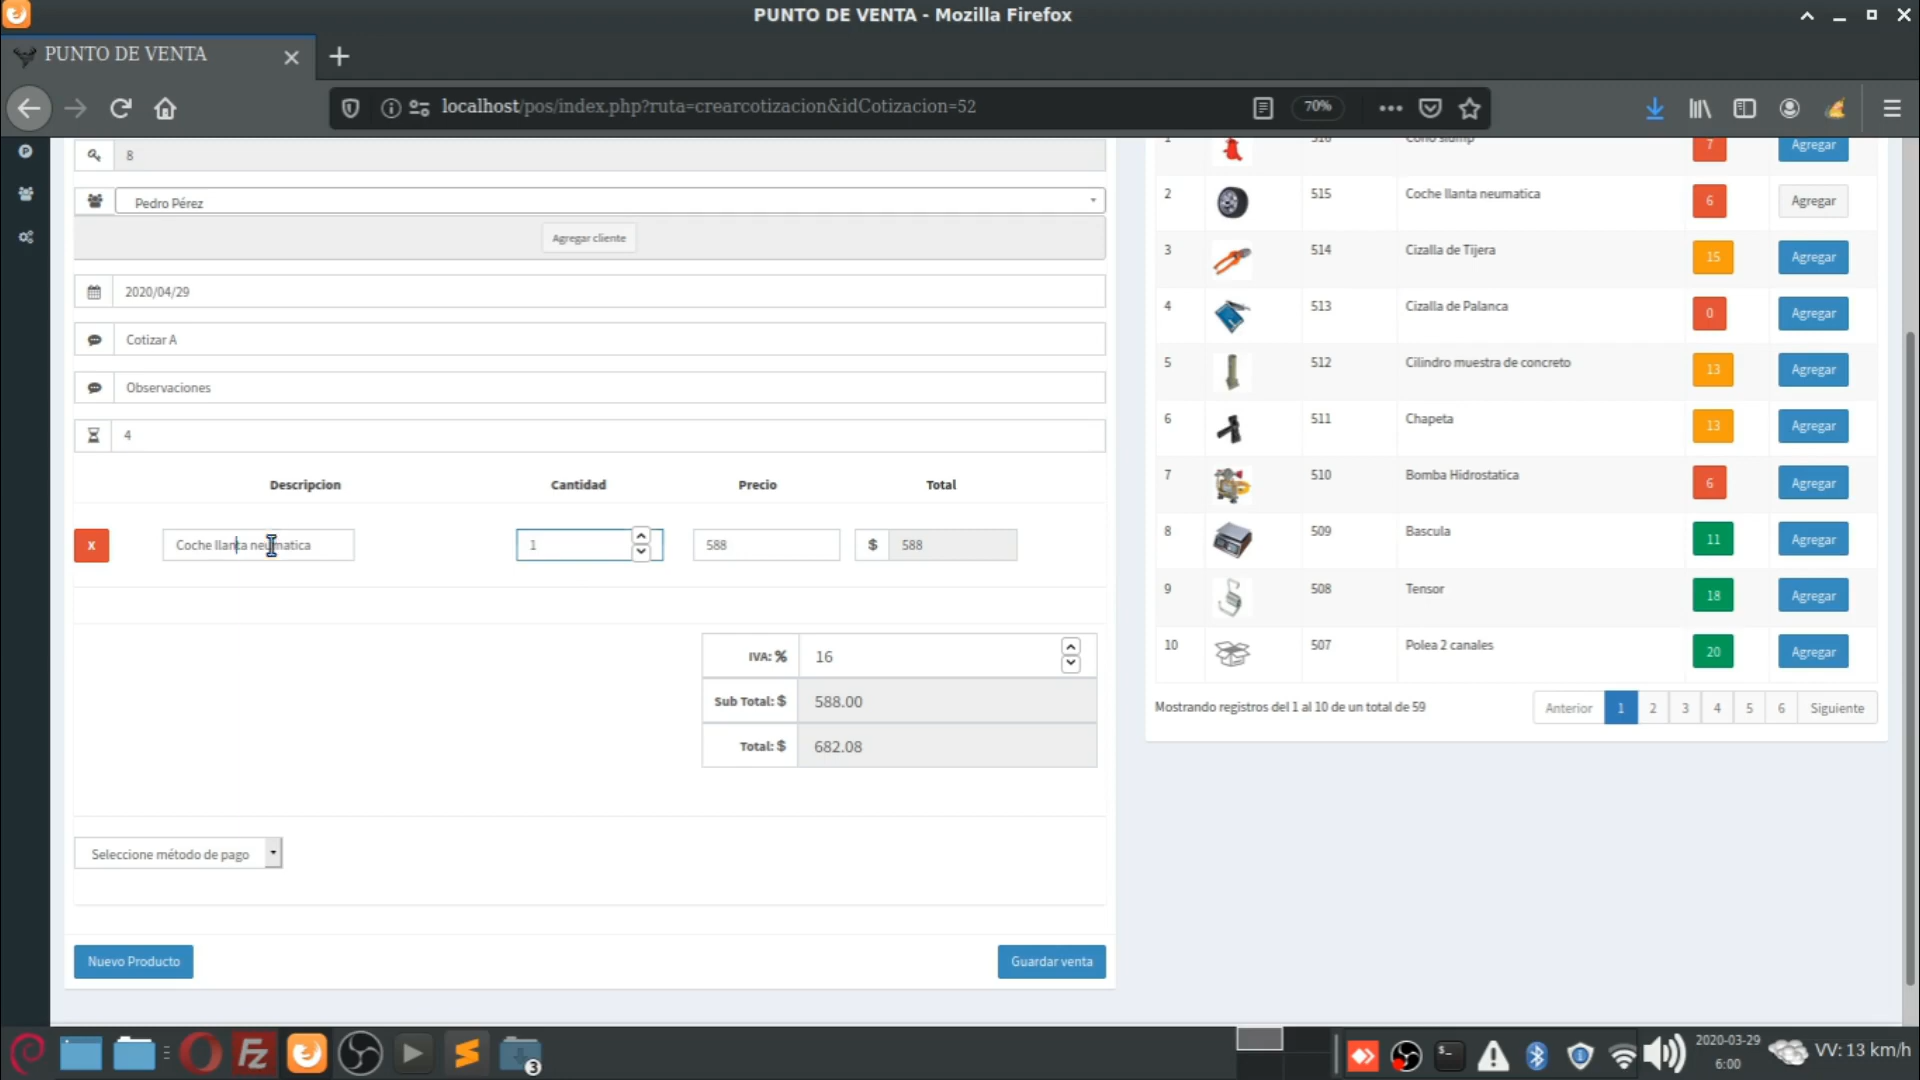 PUNTO DE VENTA - Mozilla Firefox
PUNTO DE VENTA
localhost/pos/index.php?ruta=crearcotizacion&idCotizacion=52
70%
8
Pedro Pérez
Agregar cliente
2020/04/29
Cotizar A
Observaciones
4
Descripcion Cantidad Precio Total
X Coche llanta neumatica 1 588 $ 588
IVA: % 16
Sub Total: $ 588.00
Total: $ 682.08
Seleccione método de pago
Nuevo Producto
Guardar venta
1 516 Cono slump 7 Agregar
2 515 Coche llanta neumatica 6 Agregar
3 514 Cizalla de Tijera 15 Agregar
4 513 Cizalla de Palanca 0 Agregar
5 512 Cilindro muestra de concreto 13 Agregar
6 511 Chapeta 13 Agregar
7 510 Bomba Hidrostatica 6 Agregar
8 509 Bascula 11 Agregar
9 508 Tensor 18 Agregar
10 507 Polea 2 canales 20 Agregar
Mostrando registros del 1 al 10 de un total de 59
Anterior 1 2 3 4 5 6 Siguiente
3
2020-03-29
6:00
VV: 13 km/h